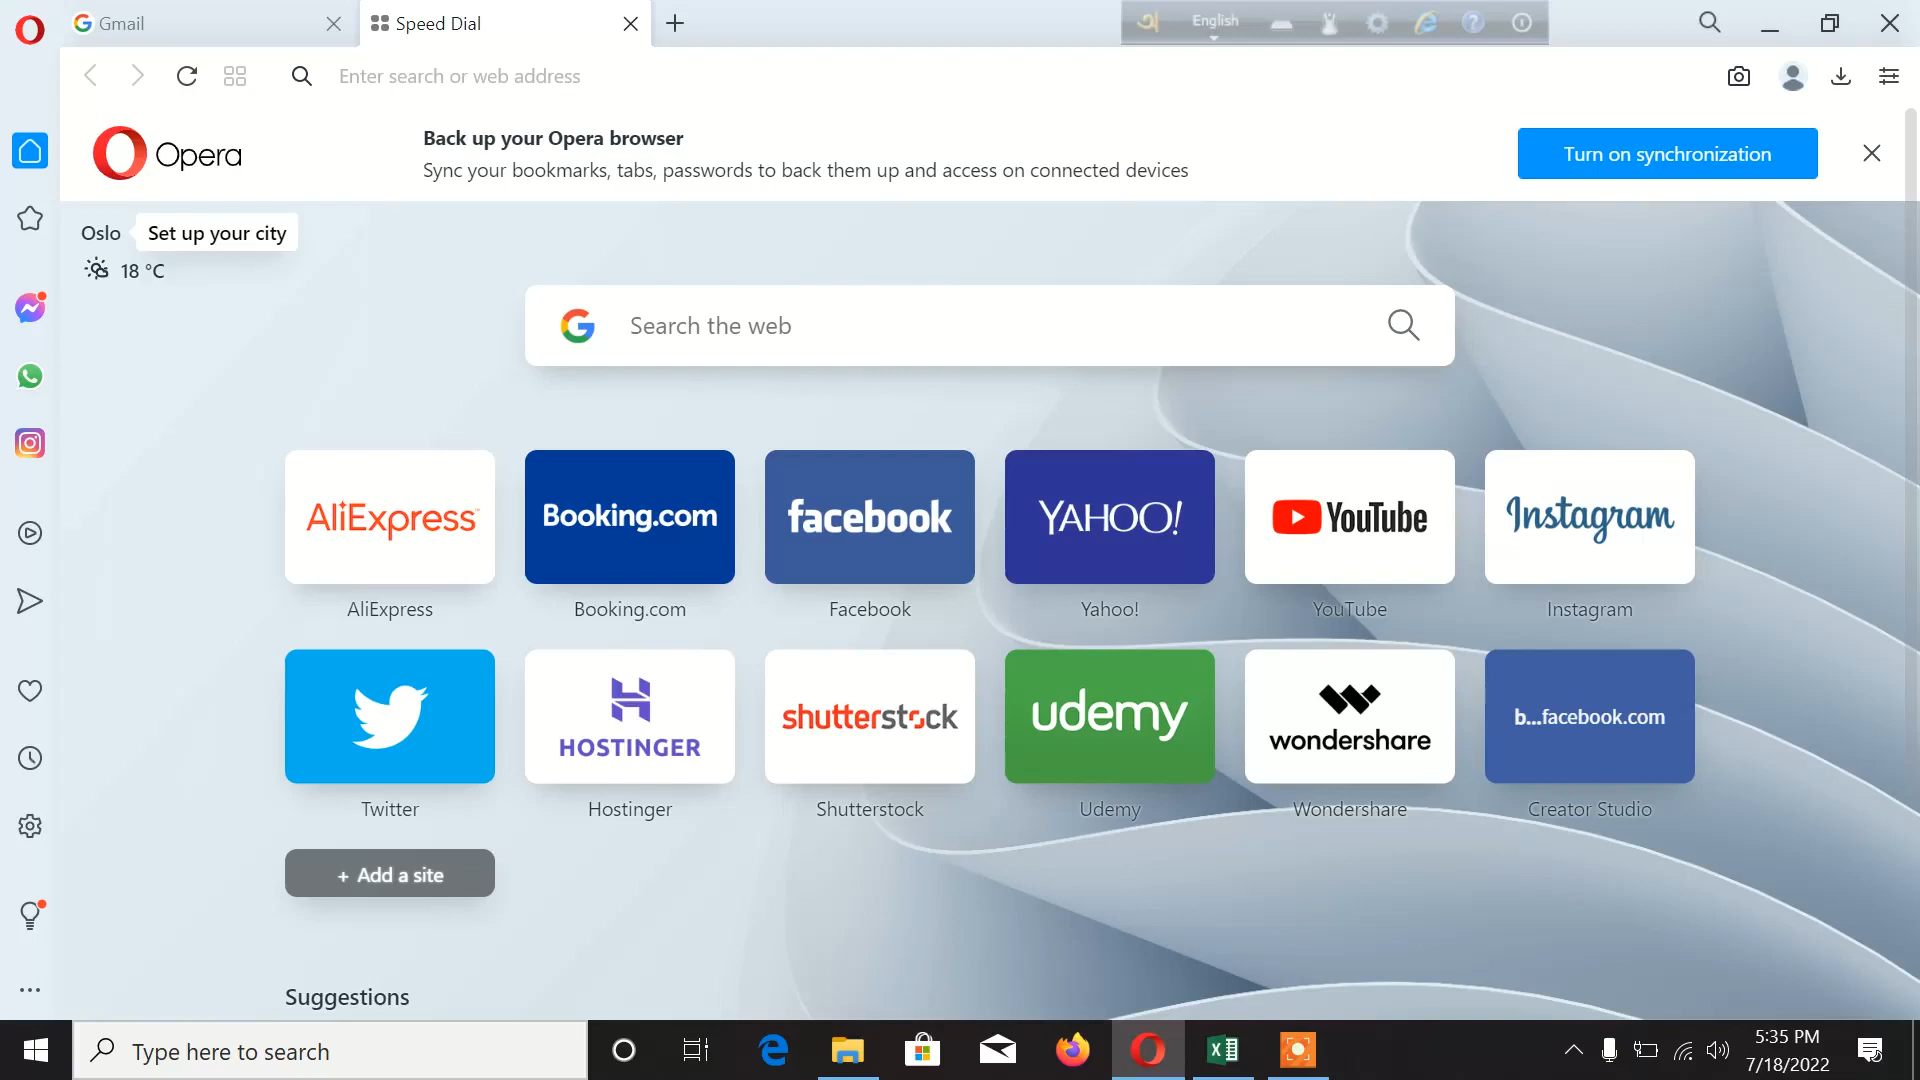 Gmail
Speed Dial
English
Enter search or web address
Opera
Back up your Opera browser
Sync your bookmarks, tabs, passwords to back them up and access on connected devices
Turn on synchronization
Oslo
Set up your city
18 °C
Search the web
AliExpress
Booking.com
facebook
YAHOO!
YouTube
Instagram
AliExpress
Booking.com
Facebook
Yahoo!
YouTube
Instagram
HOSTINGER
shutterstock
udemy
wondershare
b...facebook.com
Twitter
Hostinger
Shutterstock
Udemy
Wondershare
Creator Studio
+ Add a site
Suggestions
Type here to search
5:35 PM
7/18/2022